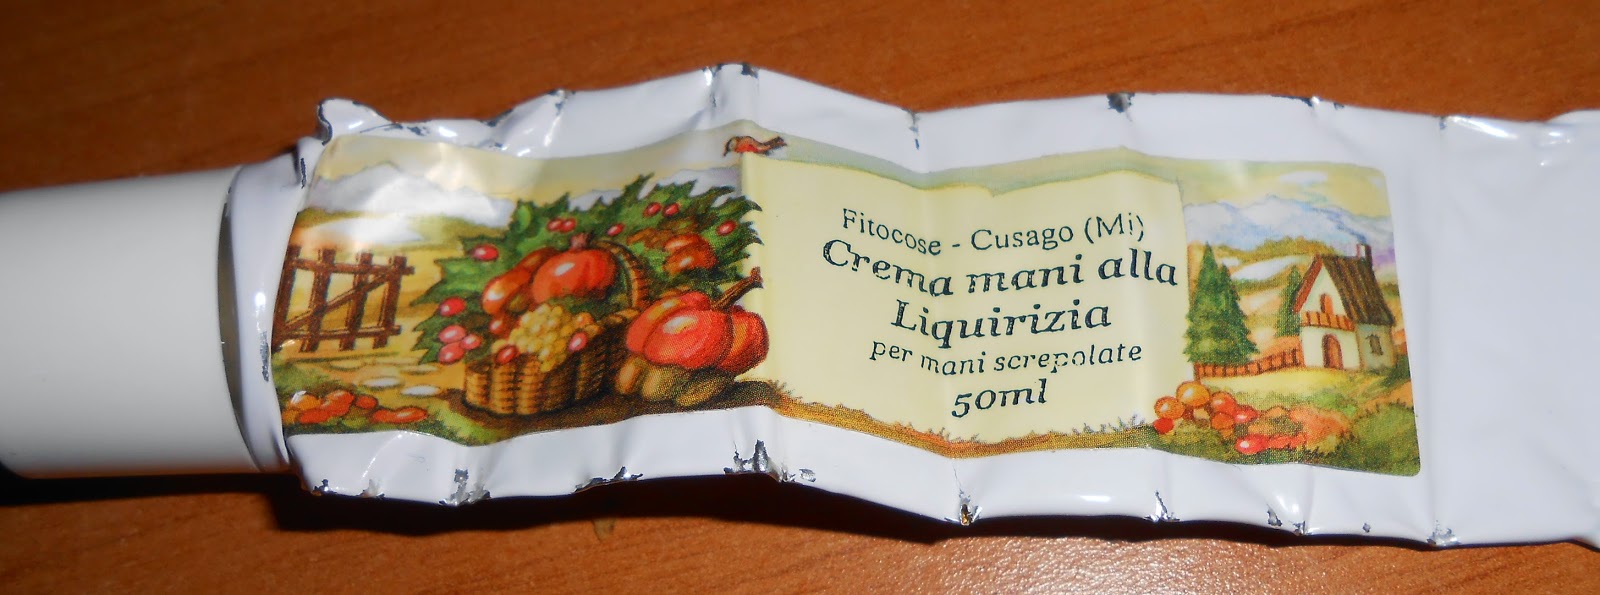 Fitocose - Cusago (Mi)
Crema mani alla
Liquirizia
per mani screpolate
50ml